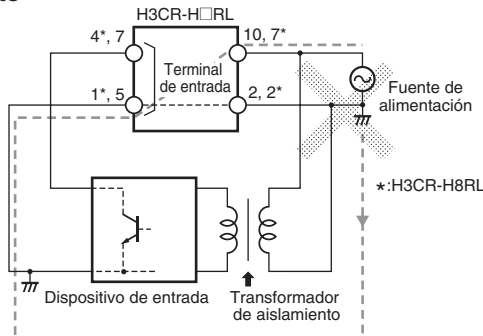 H3CR-H□RL
4*, 7
10, 7*
Terminal
de entrada
1*, 5
2, 2*
Fuente de
alimentación
*:H3CR-H8RL
Dispositivo de entrada
Transformador
de aislamiento